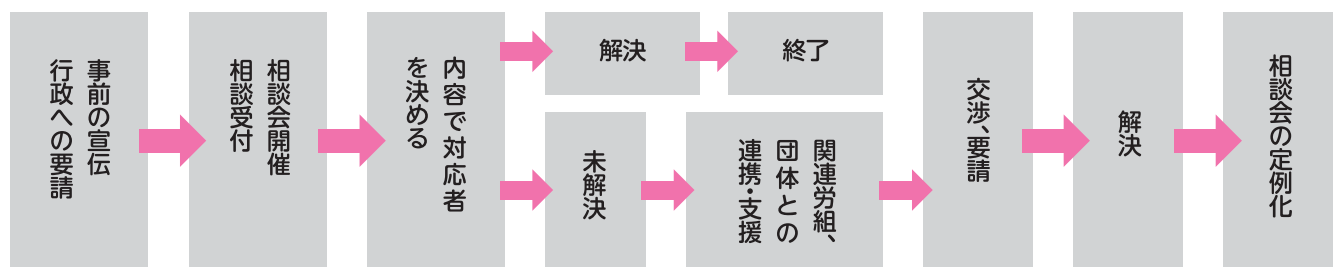 事前の宣伝
行政への要請
相談会開催
相談受付
内容で対応者
を決める
解決
終了
未解決
関連労組、
団体との
連携・支援
交渉、要請
解決
相談会の定例化